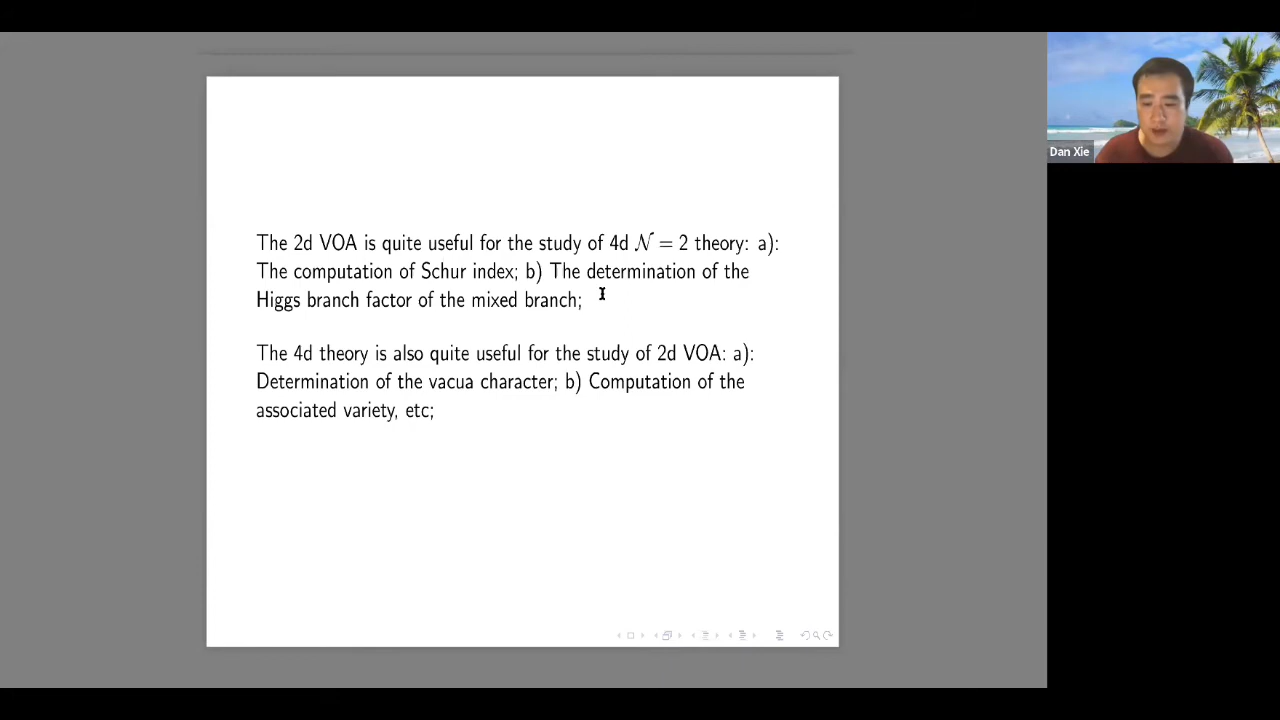 The 2d VOA is quite useful for the study of 4d 𝒩 = 2 theory: a):
The computation of Schur index; b) The determination of the
Higgs branch factor of the mixed branch;
The 4d theory is also quite useful for the study of 2d VOA: a):
Determination of the vacua character; b) Computation of the
associated variety, etc;
Dan Xie